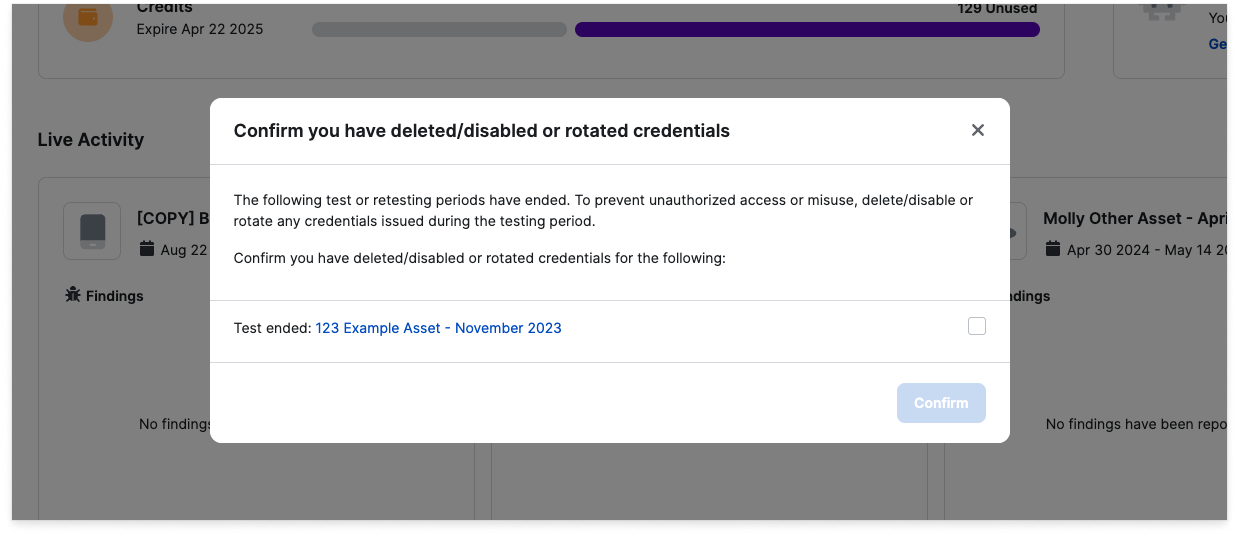 Credits
129 Unused
Expire Apr 22 2025
You
Ge
Live Activity
Confirm you have deleted/disabled or rotated credentials
The following test or retesting periods have ended. To prevent unauthorized access or misuse, delete/disable or
rotate any credentials issued during the testing period.
Confirm you have deleted/disabled or rotated credentials for the following:
[COPY] B
Aug 22
Molly Other Asset - Apri
Apr 30 2024 - May 14 20
Findings
ndings
Test ended: 123 Example Asset - November 2023
Confirm
No findings
No findings have been repo